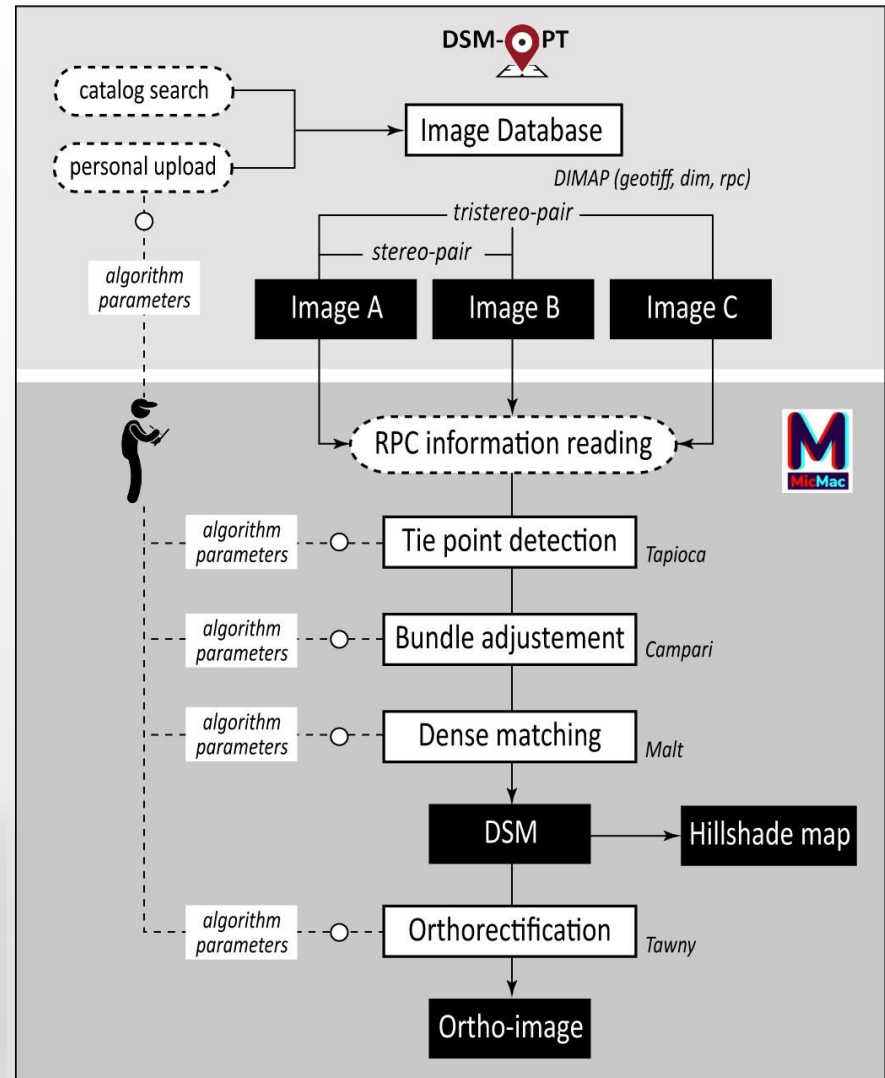 DSM-OPT
catalog search
personal upload
Image Database
DIMAP (geotiff, dim, rpc)
tristereo-pair
stereo-pair
algorithm
parameters
Image A
Image B
Image C
RPC information reading
M
MicMac
algorithm
parameters
Tie point detection
Tapioca
algorithm
parameters
Bundle adjustement
Campari
algorithm
parameters
Dense matching
Malt
DSM
Hillshade map
algorithm
parameters
Orthorectification
Tawny
Ortho-image